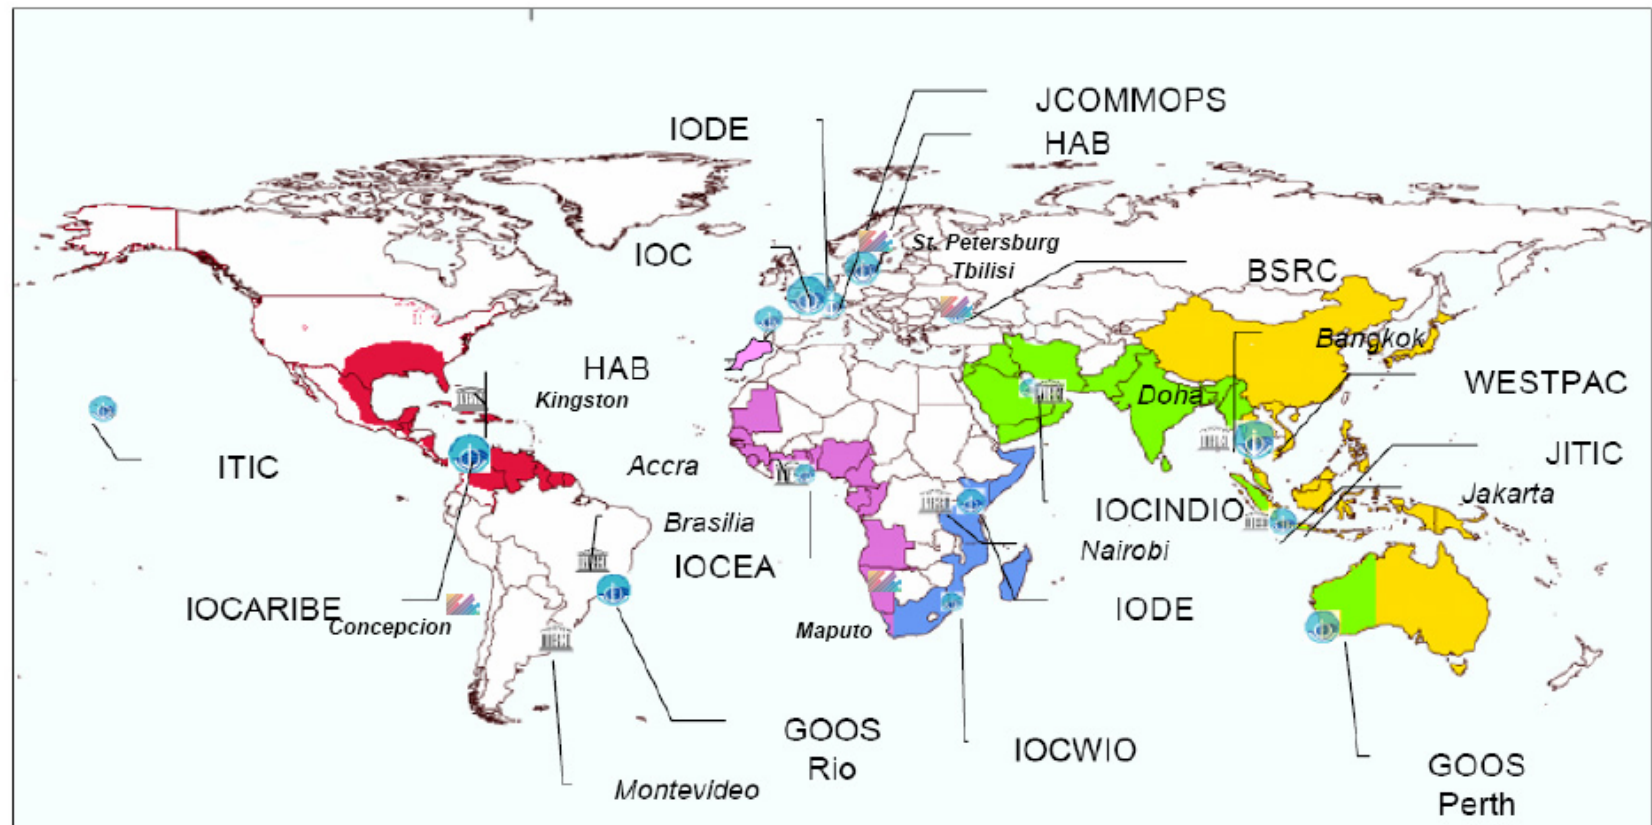 JCOMMOPS
IODE
HAB
IOC
St. Petersburg
Tbilisi
BSRC
Bangkok
HAB
Kingston
Doha
WESTPAC
ITIC
Accra
JITIC
Jakarta
Brasilia
IOCINDIO
Nairobi
IOCEA
IOCARIBE
Concepcion
Maputo
IODE
GOOS
Rio
IOCWIO
GOOS
Perth
Montevideo